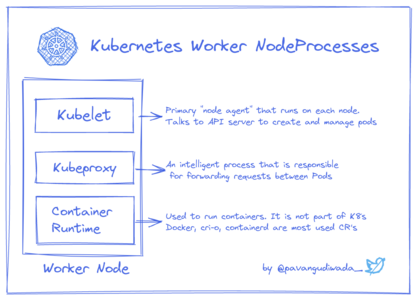 Kubernetes Worker NodeProcesses
Kubelet
Primary "node agent" that runs on each node.
Talks to API server to create and manage pods
Kubeproxy
An intelligent process that is responsible
for forwarding requests between Pods
Container
Runtime
Used to run containers. It is not part of K8s
Docker, cri-o, containerd are most used CR's
Worker Node
by @pavangudiwada_